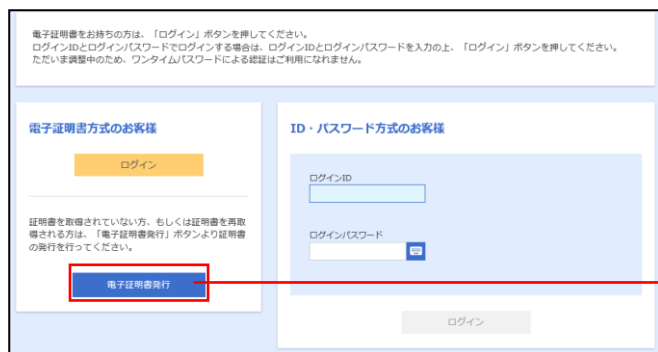 電子証明書をお持ちの方は、「ログイン」ボタンを押してください。
ログインIDとログインパスワードでログインする場合は、ログインIDとログインパスワードを入力の上、「ログイン」ボタンを押してください。
ただいま調整中のため、ワンタイムパスワードによる認証はご利用になれません。
電子証明書方式のお客様
ログイン
証明書を取得されていない方、もしくは証明書を再取
得される方は、「電子証明書発行」ボタンより証明書
の発行を行ってください。
電子証明書発行
ID・パスワード方式のお客様
ログインID
ログインパスワード
ログイン